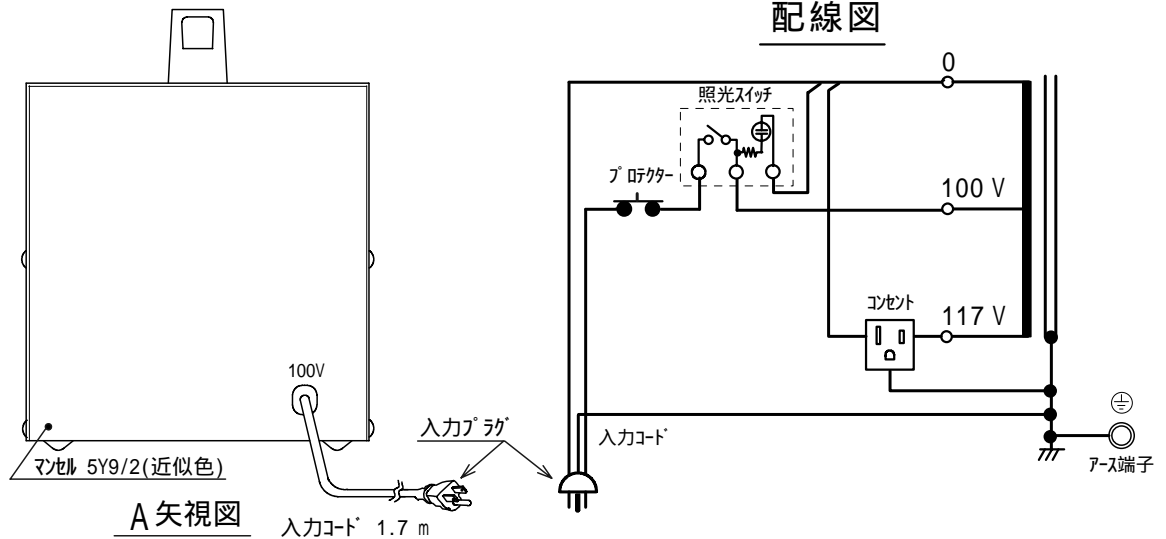 配線図
0
照光ｽｲｯﾁ
ﾌﾟﾛﾃｸﾀｰ
100 V
ｺﾝｾﾝﾄ
117 V
100V
入力ﾌﾟﾗｸﾞ
入力ｺｰﾄﾞ
ｱｰｽ端子
ﾏﾝｾﾙ 5Y9/2(近似色)
A 矢視図
入力ｺｰﾄﾞ 1.7 m